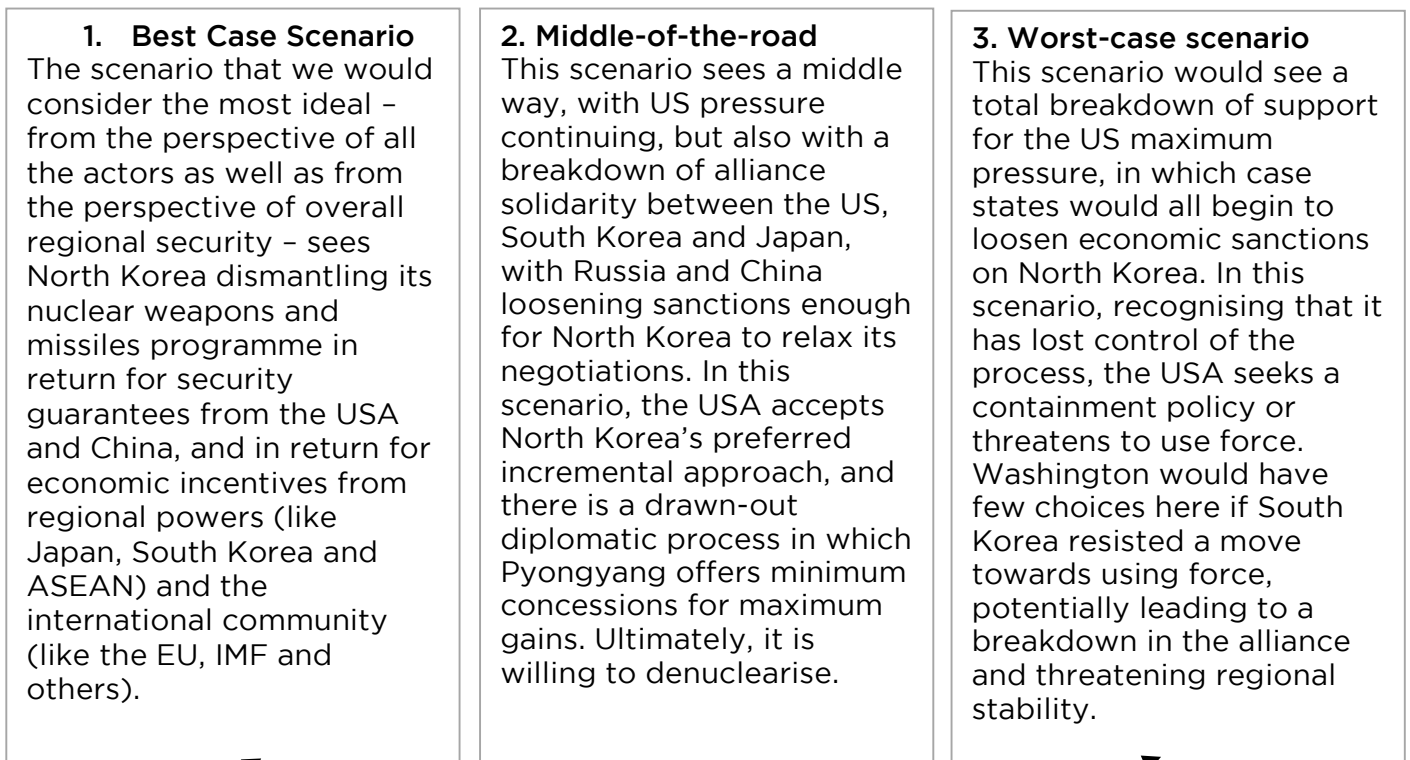 1. Best Case Scenario
The scenario that we would
consider the most ideal –
from the perspective of all
the actors as well as from
the perspective of overall
regional security – sees
North Korea dismantling its
nuclear weapons and
missiles programme in
return for security
guarantees from the USA
and China, and in return for
economic incentives from
regional powers (like
Japan, South Korea and
ASEAN) and the
international community
(like the EU, IMF and
others).
2. Middle-of-the-road
This scenario sees a middle
way, with US pressure
continuing, but also with a
breakdown of alliance
solidarity between the US,
South Korea and Japan,
with Russia and China
loosening sanctions enough
for North Korea to relax its
negotiations. In this
scenario, the USA accepts
North Korea's preferred
incremental approach, and
there is a drawn-out
diplomatic process in which
Pyongyang offers minimum
concessions for maximum
gains. Ultimately, it is
willing to denuclearise.
3. Worst-case scenario
This scenario would see a
total breakdown of support
for the US maximum
pressure, in which case
states would all begin to
loosen economic sanctions
on North Korea. In this
scenario, recognising that it
has lost control of the
process, the USA seeks a
containment policy or
threatens to use force.
Washington would have
few choices here if South
Korea resisted a move
towards using force,
potentially leading to a
breakdown in the alliance
and threatening regional
stability.